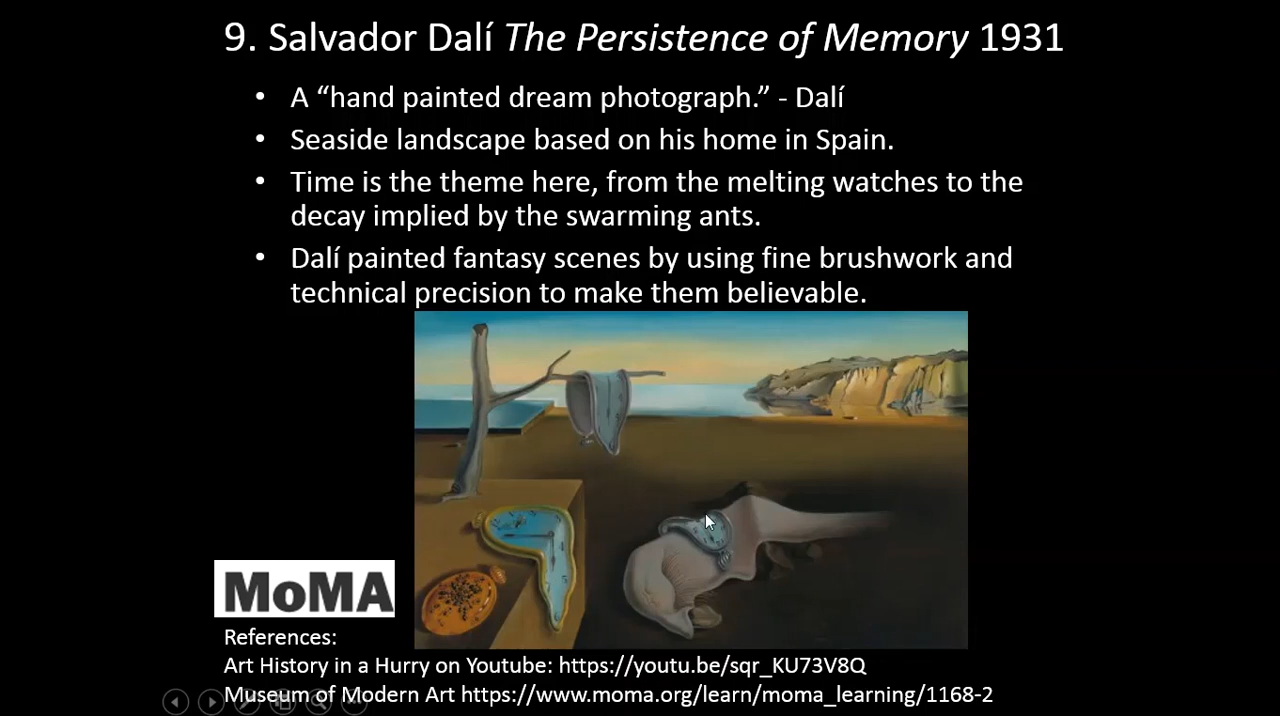 9. Salvador Dalí The Persistence of Memory 1931
• A “hand painted dream photograph.” - Dalí
• Seaside landscape based on his home in Spain.
• Time is the theme here, from the melting watches to the
decay implied by the swarming ants.
• Dalí painted fantasy scenes by using fine brushwork and
technical precision to make them believable.
MoMA
References:
Art History in a Hurry on Youtube: https://youtu.be/sqr_KU73V8Q
Museum of Modern Art https://www.moma.org/learn/moma_learning/1168-2